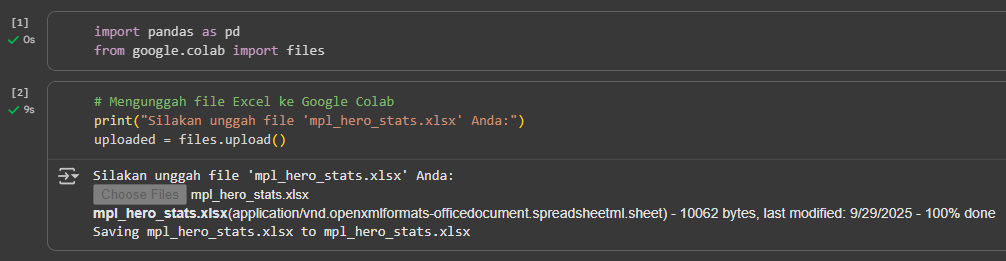 [1]
0s
import pandas as pd
from google.colab import files
[2]
9s
# Mengunggah file Excel ke Google Colab
print("Silakan unggah file 'mpl_hero_stats.xlsx' Anda:")
uploaded = files.upload()
Silakan unggah file 'mpl_hero_stats.xlsx' Anda:
Choose Files mpl_hero_stats.xlsx
mpl_hero_stats.xlsx(application/vnd.openxmlformats-officedocument.spreadsheetml.sheet) - 10062 bytes, last modified: 9/29/2025 - 100% done
Saving mpl_hero_stats.xlsx to mpl_hero_stats.xlsx